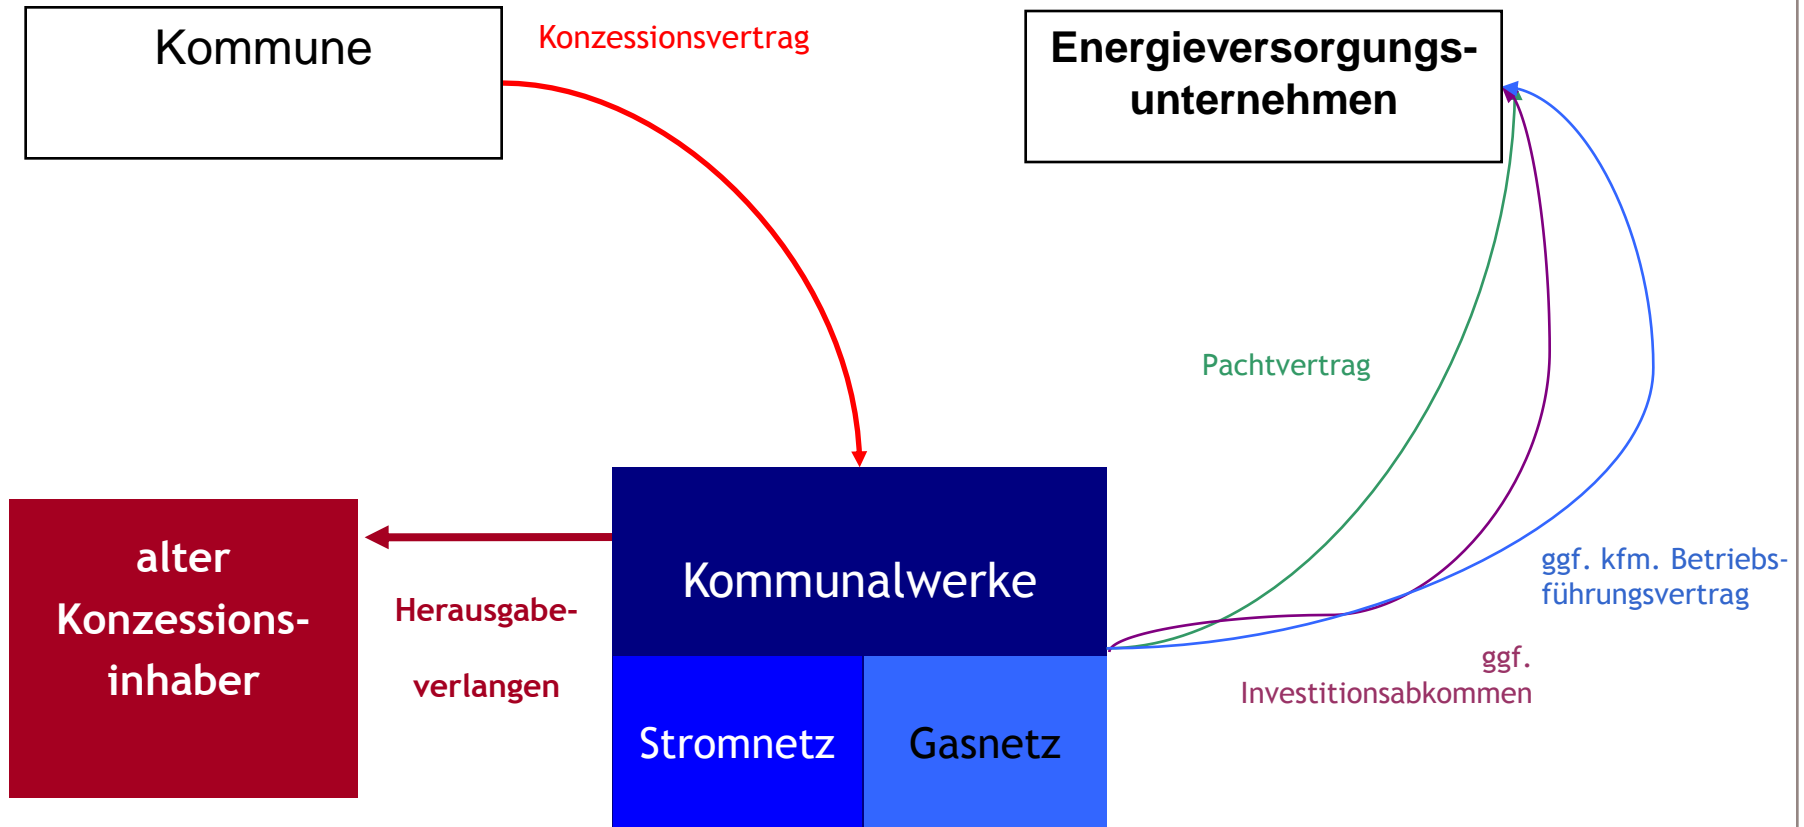 Kommune
Konzessionsvertrag
Energieversorgungs-
unternehmen
Pachtvertrag
alter
Konzessions-
inhaber
Herausgabe-
verlangen
Kommunalwerke
Stromnetz
Gasnetz
ggf. kfm. Betriebs-
führungsvertrag
ggf.
Investitionsabkommen